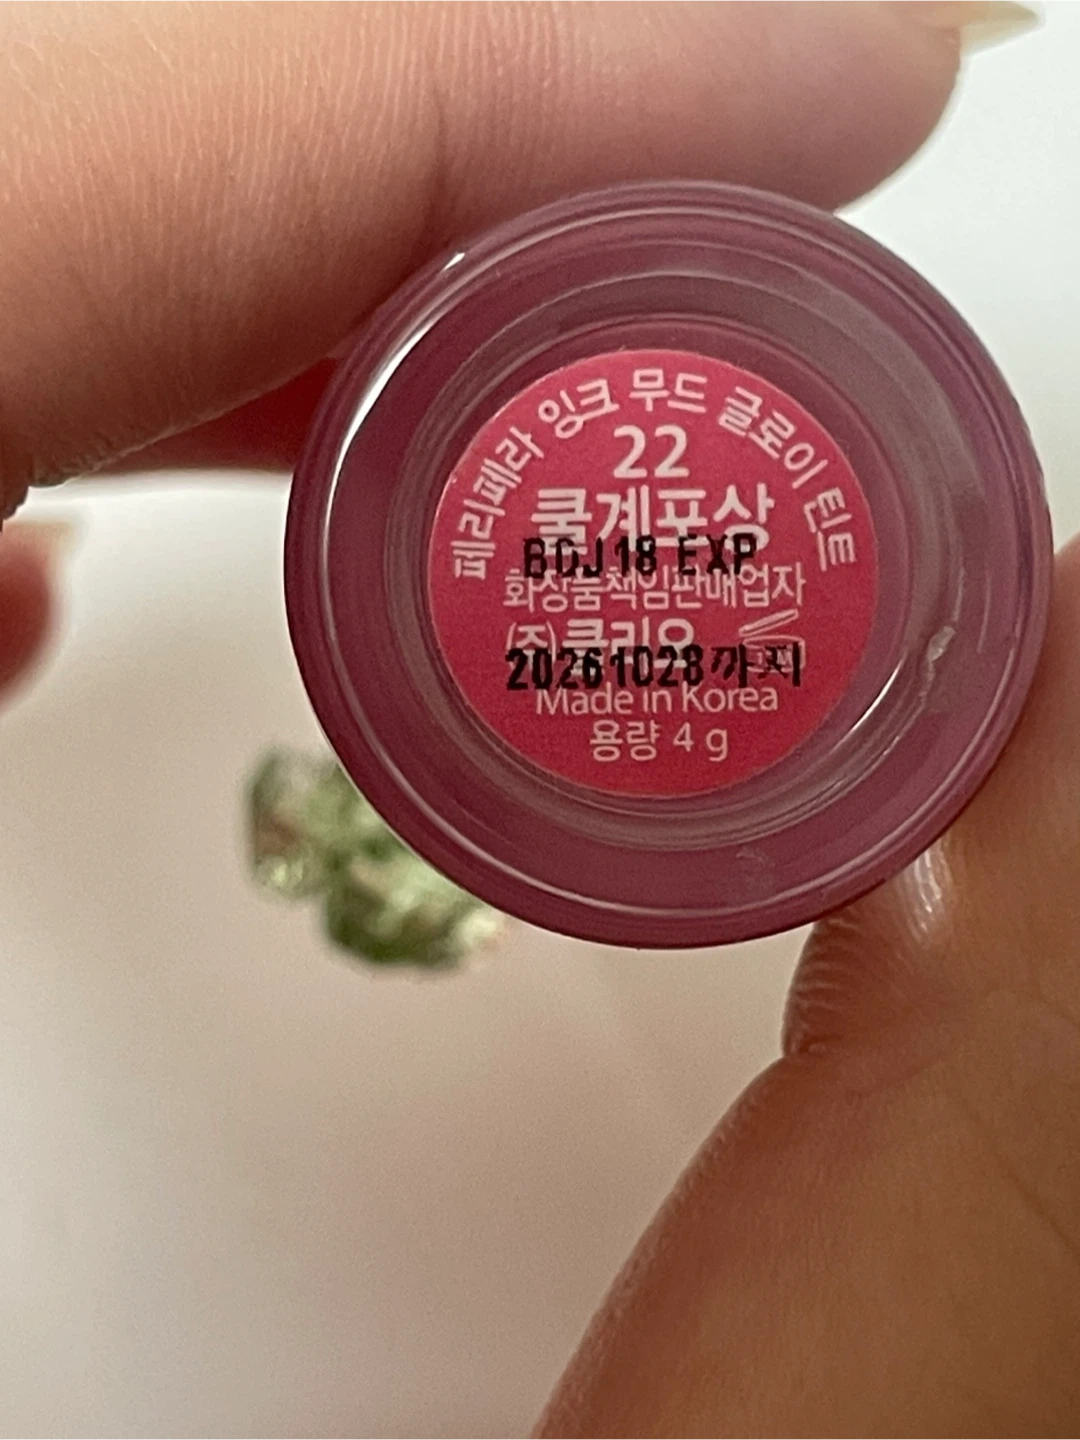 페리페라 잉크 무드 글로이 틴트
22
쿨계포상
BDJ18 EXP
화장품책임판매업자
㈜클리오
20261028까지
Made in Korea
용량 4 g